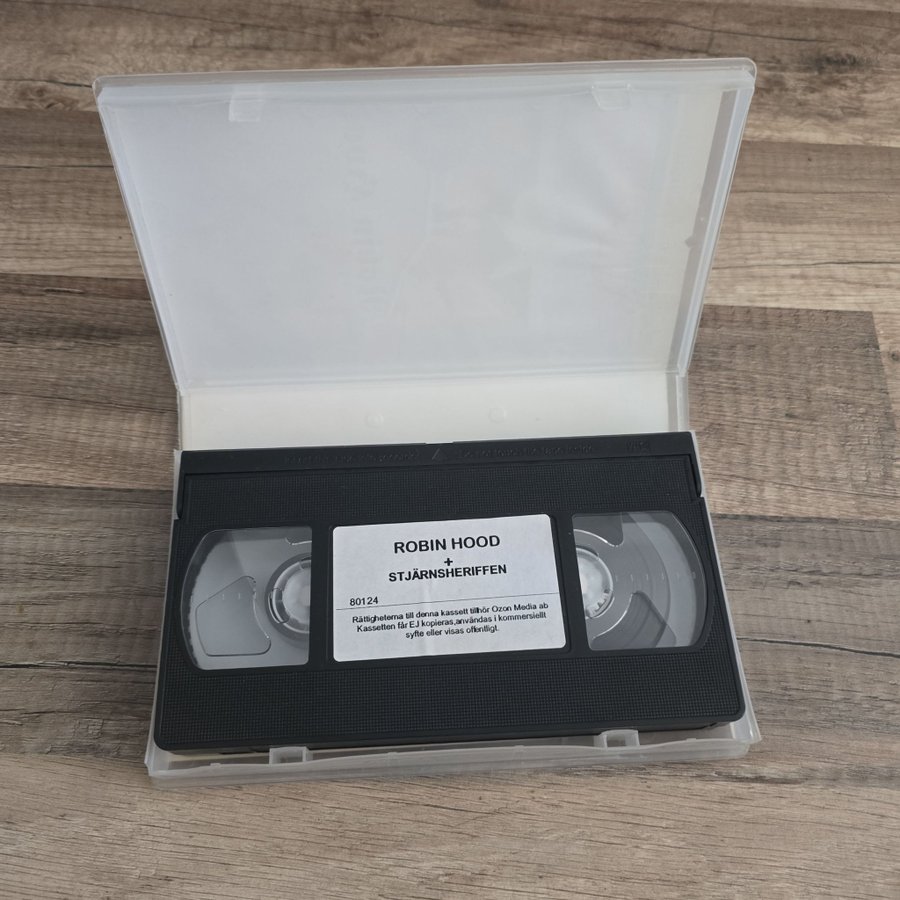 ROBIN HOOD
+
STJÄRNSHERIFFEN
80124
Rättigheterna till denna kassett tillhör Ozon Media ab
Kassetten får EJ kopieras,användas i kommersiellt
syfte eller visas offentligt.